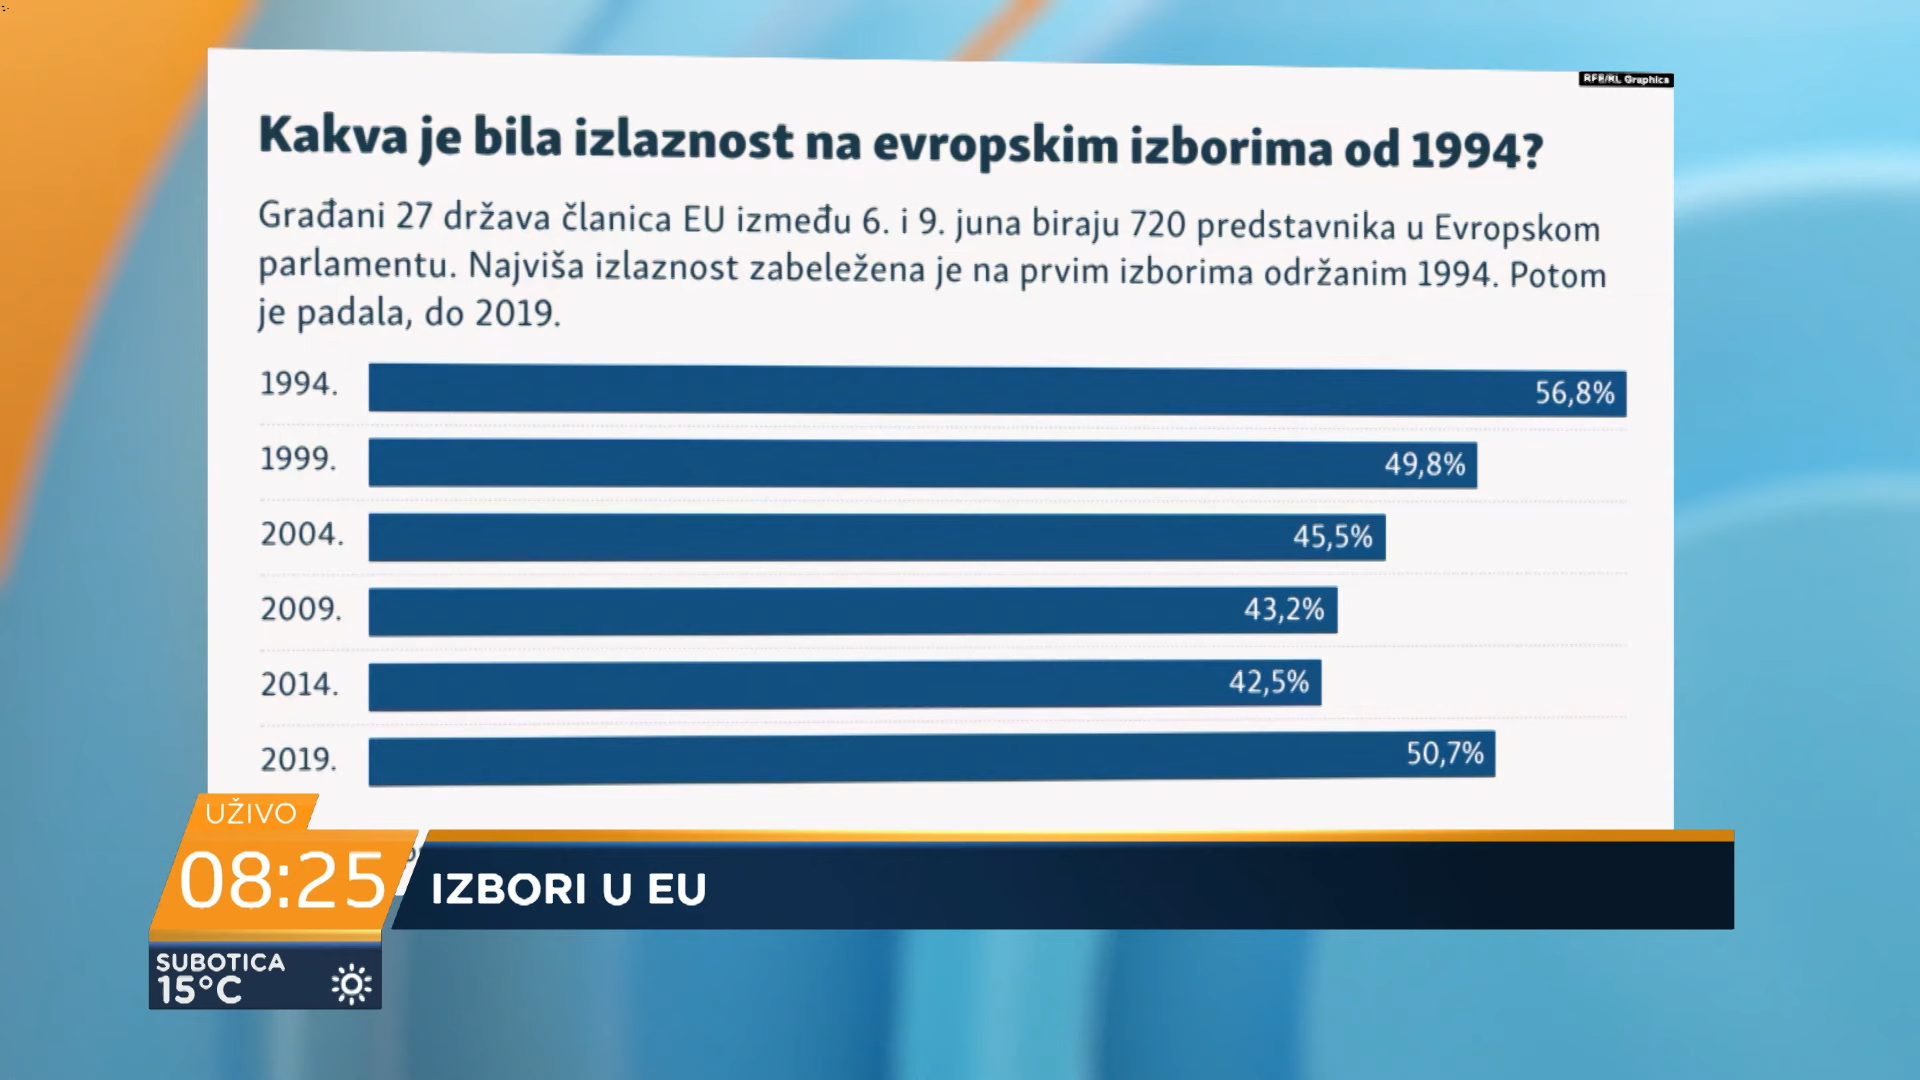 RFE/RL Graphics
Kakva je bila izlaznost na evropskim izborima od 1994?
Građani 27 država članica EU između 6. i 9. juna biraju 720 predstavnika u Evropskom
parlamentu. Najviša izlaznost zabeležena je na prvim izborima održanim 1994. Potom
je padala, do 2019.
1994. 56,8%
1999. 49,8%
2004. 45,5%
2009. 43,2%
2014. 42,5%
2019. 50,7%
UŽIVO
08:25
IZBORI U EU
SUBOTICA
15°C